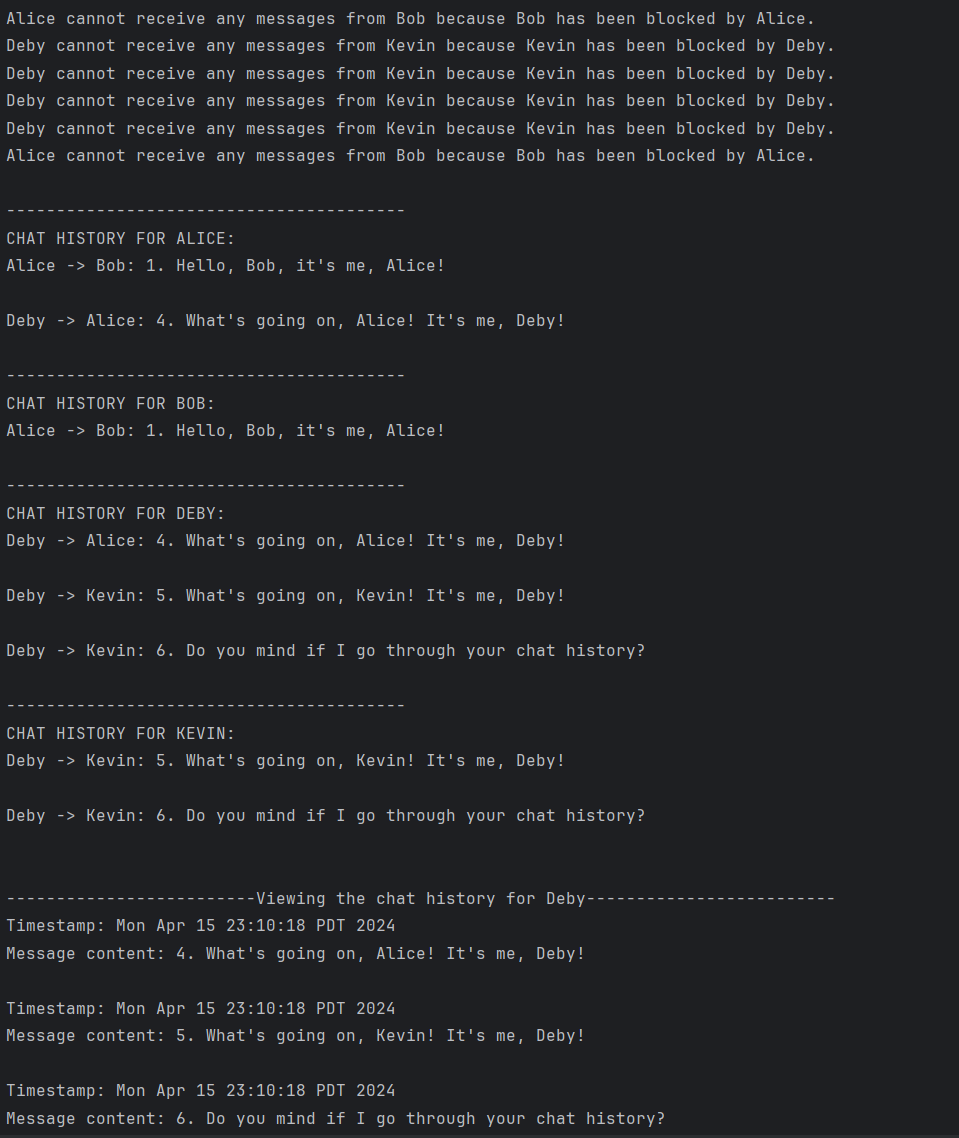 Alice cannot receive any messages from Bob because Bob has been blocked by Alice.
Deby cannot receive any messages from Kevin because Kevin has been blocked by Deby.
Deby cannot receive any messages from Kevin because Kevin has been blocked by Deby.
Deby cannot receive any messages from Kevin because Kevin has been blocked by Deby.
Deby cannot receive any messages from Kevin because Kevin has been blocked by Deby.
Alice cannot receive any messages from Bob because Bob has been blocked by Alice.
----------------------------------------
CHAT HISTORY FOR ALICE:
Alice -> Bob: 1. Hello, Bob, it's me, Alice!
Deby -> Alice: 4. What's going on, Alice! It's me, Deby!
----------------------------------------
CHAT HISTORY FOR BOB:
Alice -> Bob: 1. Hello, Bob, it's me, Alice!
----------------------------------------
CHAT HISTORY FOR DEBY:
Deby -> Alice: 4. What's going on, Alice! It's me, Deby!
Deby -> Kevin: 5. What's going on, Kevin! It's me, Deby!
Deby -> Kevin: 6. Do you mind if I go through your chat history?
----------------------------------------
CHAT HISTORY FOR KEVIN:
Deby -> Kevin: 5. What's going on, Kevin! It's me, Deby!
Deby -> Kevin: 6. Do you mind if I go through your chat history?
-------------------------Viewing the chat history for Deby-------------------------
Timestamp: Mon Apr 15 23:10:18 PDT 2024
Message content: 4. What's going on, Alice! It's me, Deby!
Timestamp: Mon Apr 15 23:10:18 PDT 2024
Message content: 5. What's going on, Kevin! It's me, Deby!
Timestamp: Mon Apr 15 23:10:18 PDT 2024
Message content: 6. Do you mind if I go through your chat history?